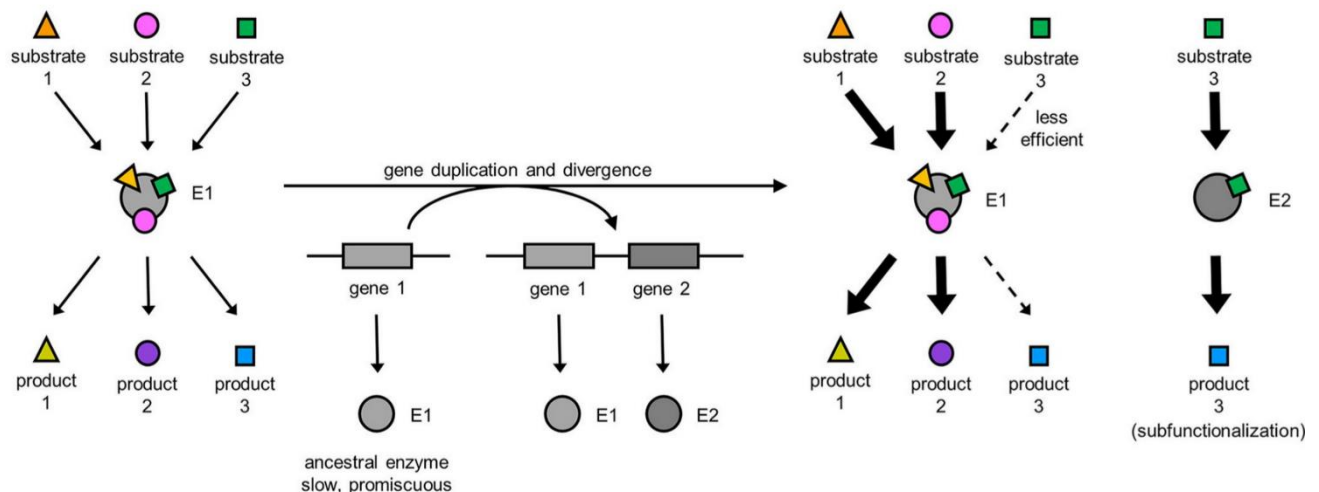 substrate
1
substrate
2
substrate
3
E1
product
1
product
2
product
3
gene duplication and divergence
gene 1
gene 1
gene 2
E1
E1
E2
ancestral enzyme
slow, promiscuous
substrate
1
substrate
2
substrate
3
less
efficient
E1
product
1
product
2
product
3
substrate
3
E2
product
3
(subfunctionalization)